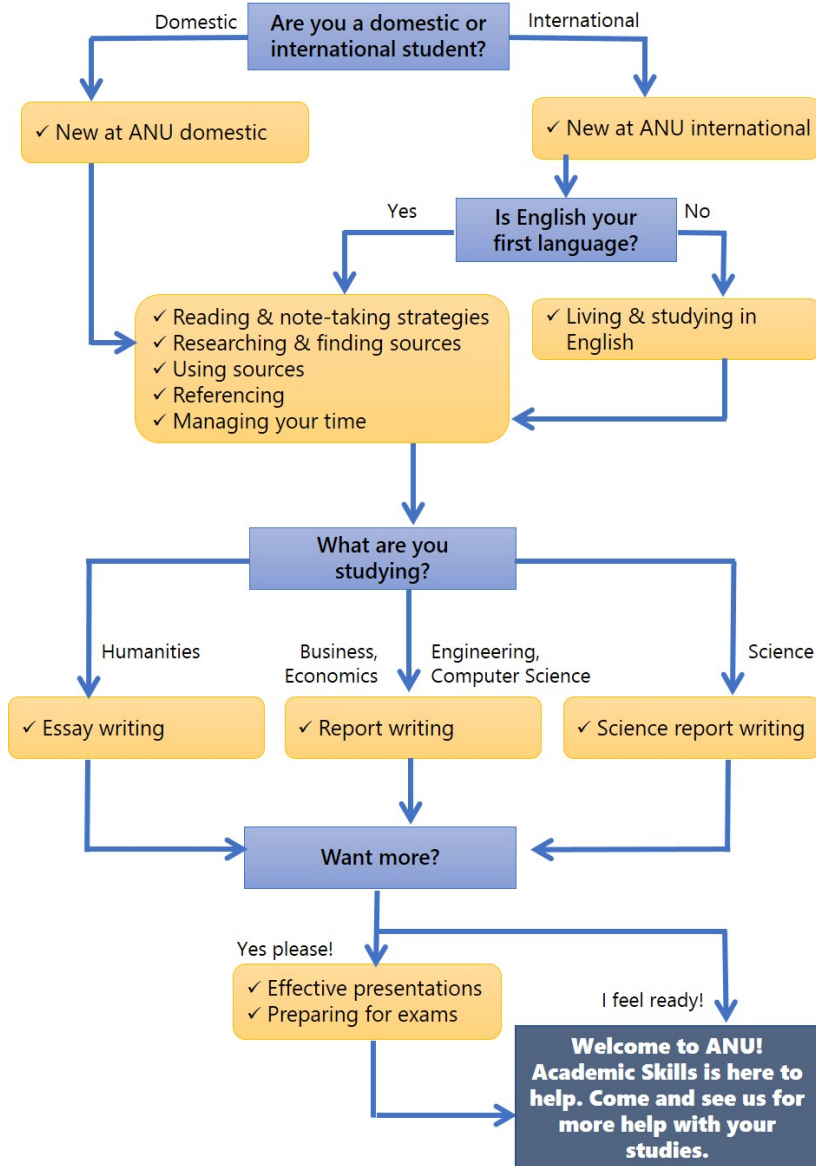 Domestic
Are you a domestic or
international student?
International
✓ New at ANU domestic
✓ New at ANU international
Yes
Is English your
first language?
No
✓ Reading & note-taking strategies
✓ Researching & finding sources
✓ Using sources
✓ Referencing
✓ Managing your time
✓ Living & studying in
English
What are you
studying?
Humanities
Business,
Economics
Engineering,
Computer Science
Science
✓ Essay writing
✓ Report writing
✓ Science report writing
Want more?
Yes please!
✓ Effective presentations
✓ Preparing for exams
I feel ready!
Welcome to ANU!
Academic Skills is here to
help. Come and see us for
more help with your
studies.